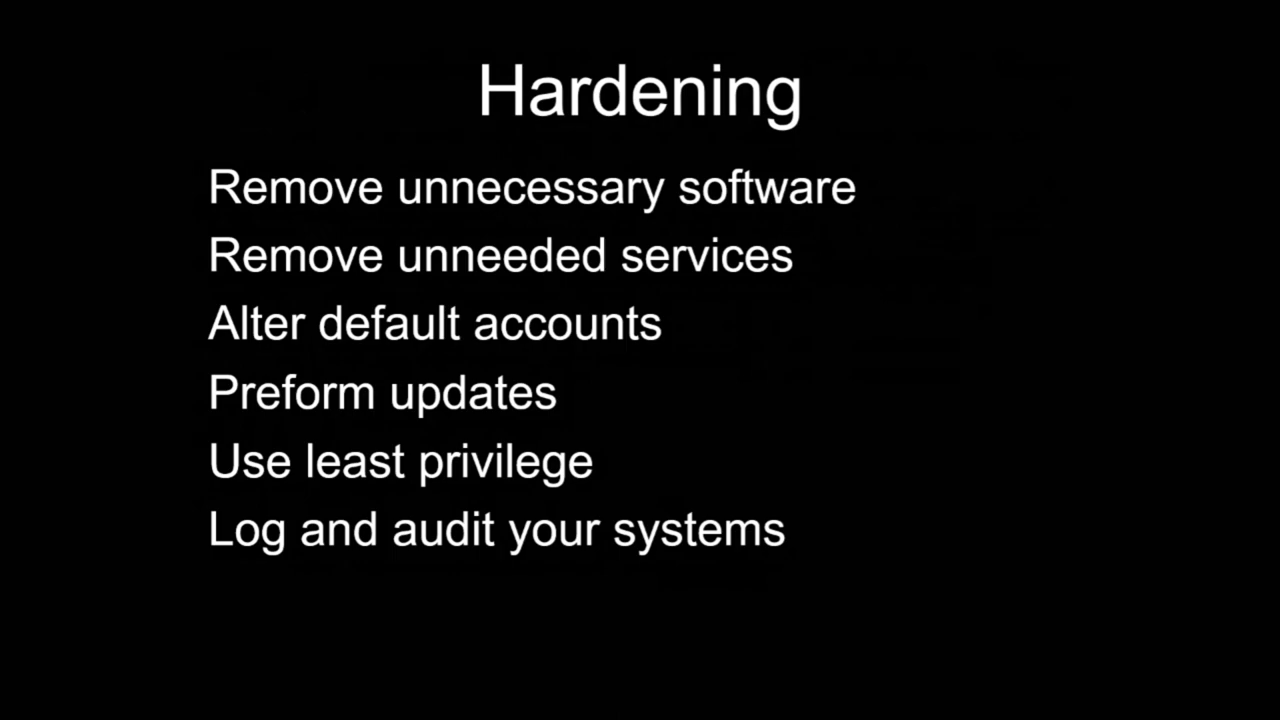 Hardening
Remove unnecessary software
Remove unneeded services
Alter default accounts
Preform updates
Use least privilege
Log and audit your systems